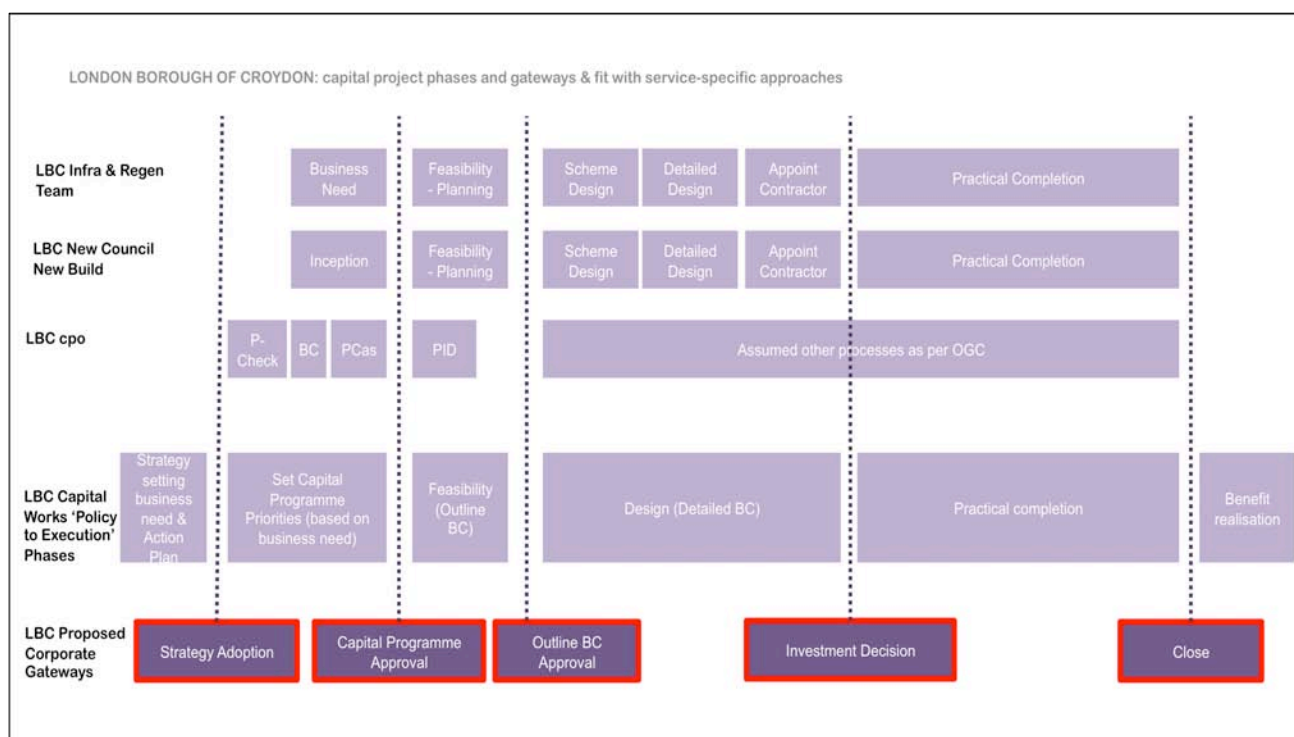 LONDON BOROUGH OF CROYDON: capital project phases and gateways & fit with service-specific approaches
LBC Infra & Regen
Team
Business
Need
Feasibility
- Planning
Scheme
Design
Detailed
Design
Appoint
Contractor
Practical Completion
LBC New Council
New Build
Inception
Feasibility
- Planning
Scheme
Design
Detailed
Design
Appoint
Contractor
Practical Completion
LBC cpo
P-
Check
BC
PCas
PID
Assumed other processes as per OGC
LBC Capital
Works ‘Policy
to Execution’
Phases
Strategy
setting
business
need &
Action
Plan
Set Capital
Programme
Priorities (based on
business need)
Feasibility
(Outline
BC)
Design (Detailed BC)
Practical completion
Benefit
realisation
LBC Proposed
Corporate
Gateways
Strategy Adoption
Capital Programme
Approval
Outline BC
Approval
Investment Decision
Close